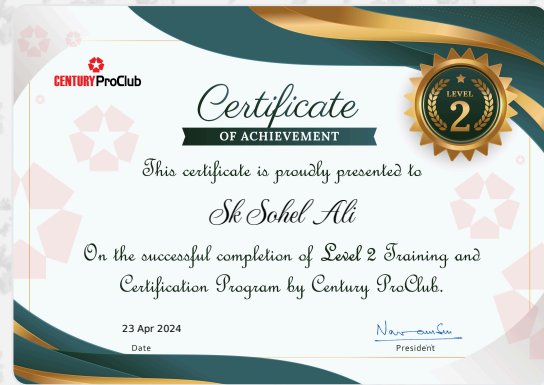 CENTURY ProClub
Certificate
OF ACHIEVEMENT
LEVEL
2
This certificate is proudly presented to
Sk Sohel Ali
On the successful completion of Level 2 Training and
Certification Program by Century ProClub.
23 Apr 2024
Date
President